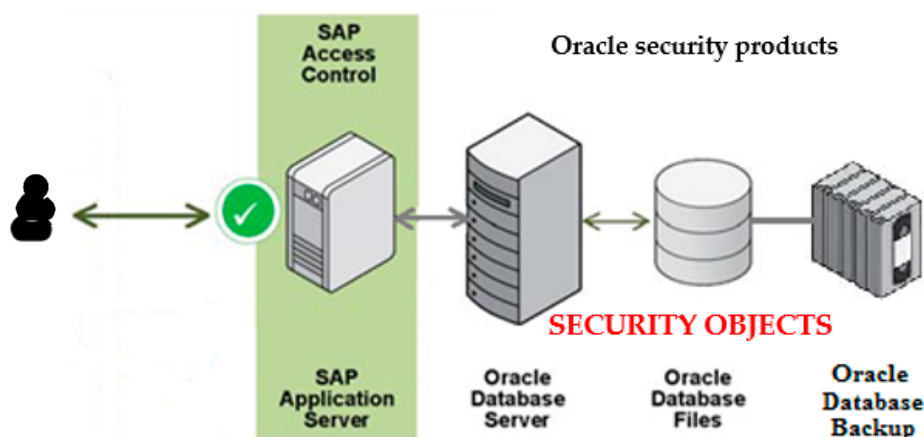 SAP
Access
Control
Oracle security products
SECURITY OBJECTS
SAP
Application
Server
Oracle
Database
Server
Oracle
Database
Files
Oracle
Database
Backup